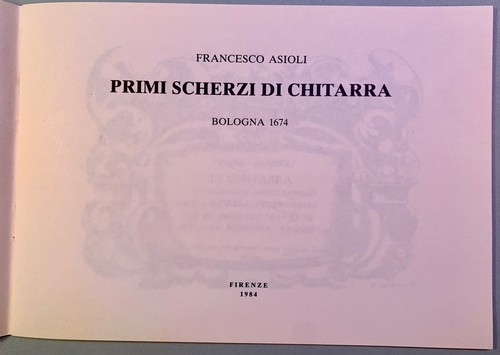 FRANCESCO ASIOLI
PRIMI SCHERZI DI CHITARRA
BOLOGNA 1674
FIRENZE
1984